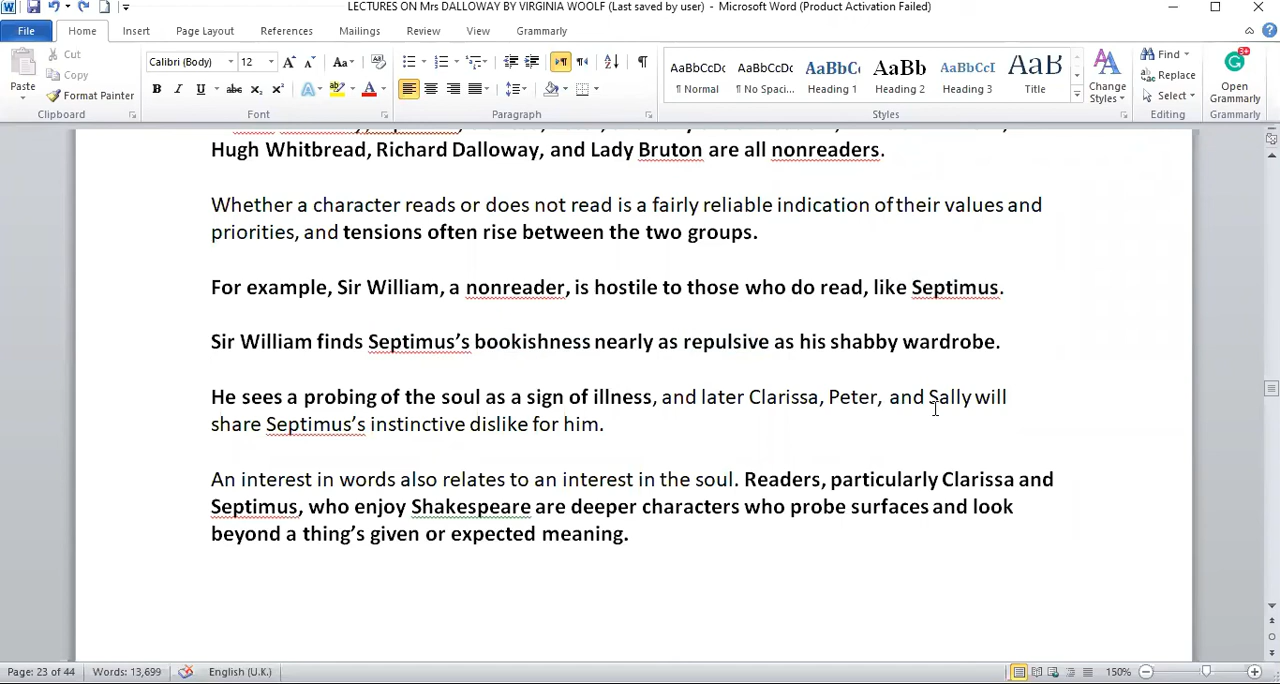 LECTURES ON Mrs DALLOWAY BY VIRGINIA WOOLF (Last saved by user) - Microsoft Word (Product Activation Failed)
File Home Insert Page Layout References Mailings Review View Grammarly
Cut
Copy
Paste
Format Painter
Calibri (Body) 12
AaBbCcDc AaBbCcDc AaBbC AaBb AaBbCcI AaB
¶ Normal ¶ No Spaci... Heading 1 Heading 2 Heading 3 Title
Change
Styles
Find
Replace
Select
Open
Grammarly
Clipboard Font Paragraph Styles Editing Grammarly
Hugh Whitbread, Richard Dalloway, and Lady Bruton are all nonreaders.
Whether a character reads or does not read is a fairly reliable indication of their values and
priorities, and tensions often rise between the two groups.
For example, Sir William, a nonreader, is hostile to those who do read, like Septimus.
Sir William finds Septimus’s bookishness nearly as repulsive as his shabby wardrobe.
He sees a probing of the soul as a sign of illness, and later Clarissa, Peter, and Sally will
share Septimus’s instinctive dislike for him.
An interest in words also relates to an interest in the soul. Readers, particularly Clarissa and
Septimus, who enjoy Shakespeare are deeper characters who probe surfaces and look
beyond a thing’s given or expected meaning.
Page: 23 of 44 Words: 13,699 English (U.K.) 150%